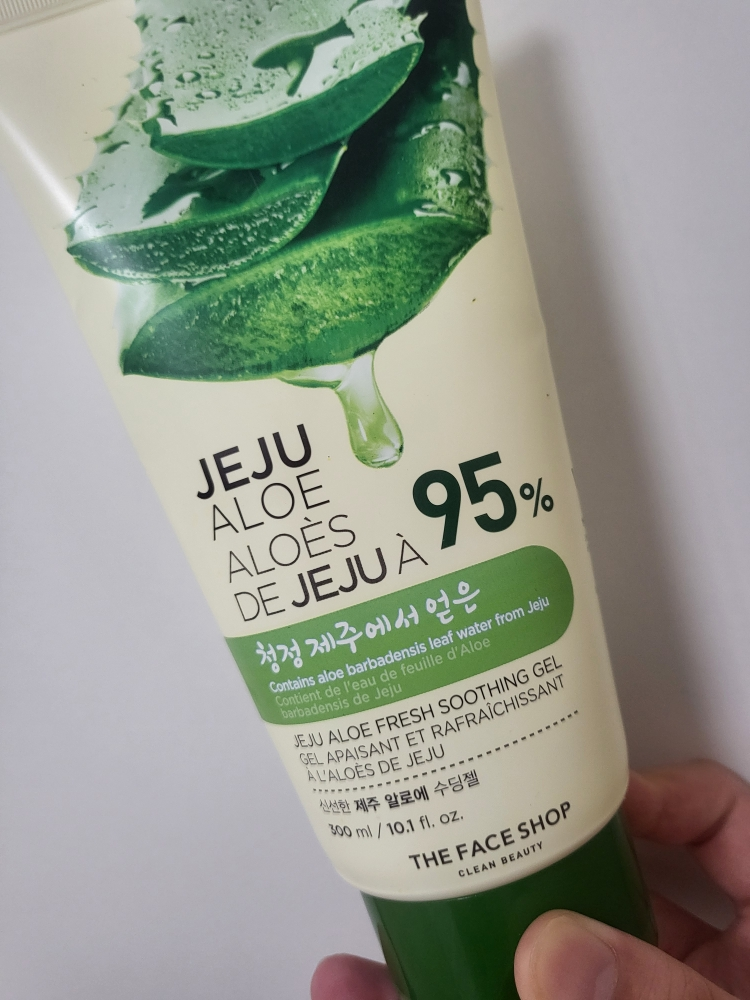 JEJU
ALOE
ALOÈS
DE JEJU À
95%
청정 제주에서 얻은
Contains aloe barbadensis leaf water from Jeju
Contient de l'eau de feuille d'Aloe
barbadensis de Jeju
JEJU ALOE FRESH SOOTHING GEL
GEL APAISANT ET RAFRAÎCHISSANT
À L'ALOÈS DE JEJU
신선한 제주 알로에 수딩젤
300 ml / 10.1 fl. oz.
THE FACE SHOP
CLEAN BEAUTY